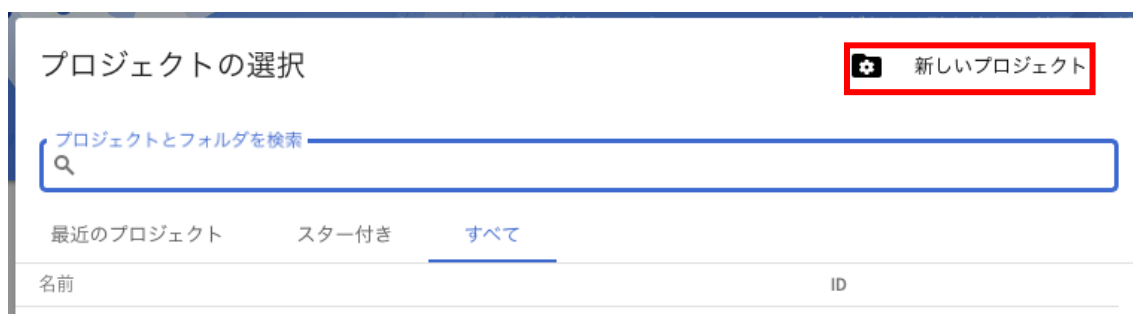 プロジェクトの選択
新しいプロジェクト
プロジェクトとフォルダを検索
最近のプロジェクト スター付き すべて
名前 ID